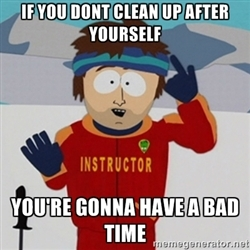 IF YOU DONT CLEAN UP AFTER
YOURSELF
INSTRUCTOR
YOU'RE GONNA HAVE A BAD
TIME
memegenerator.net